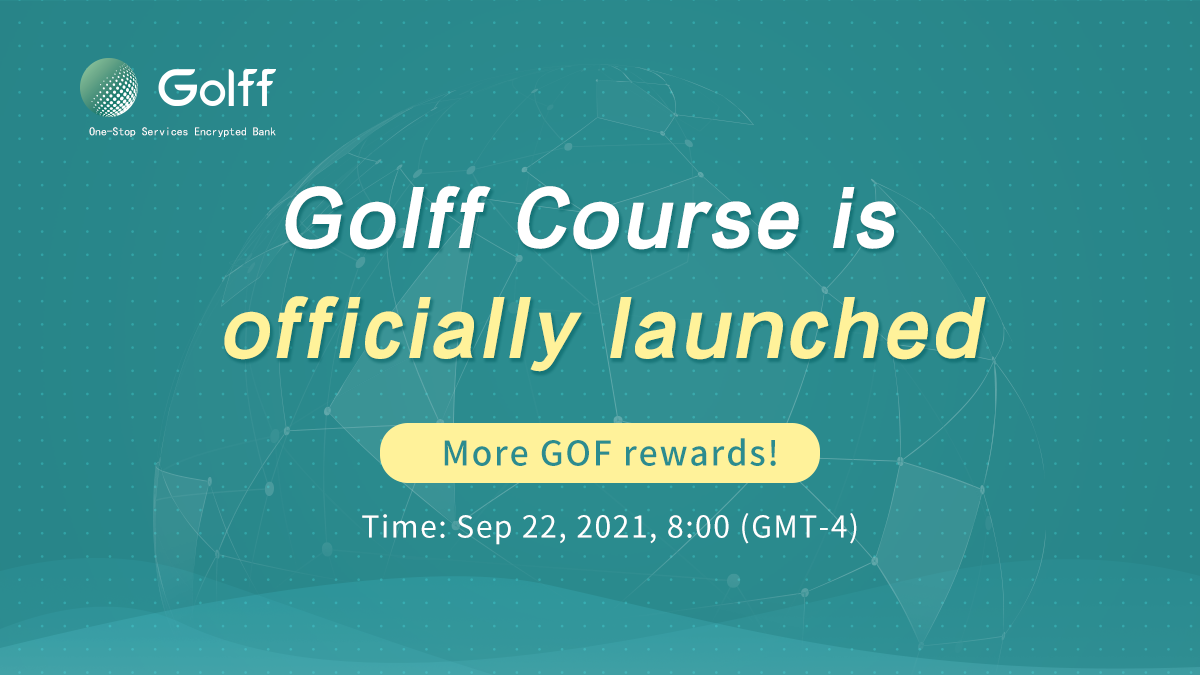 Golff
One-Stop Services Encrypted Bank
Golff Course is
officially launched
More GOF rewards!
Time: Sep 22, 2021, 8:00 (GMT-4)